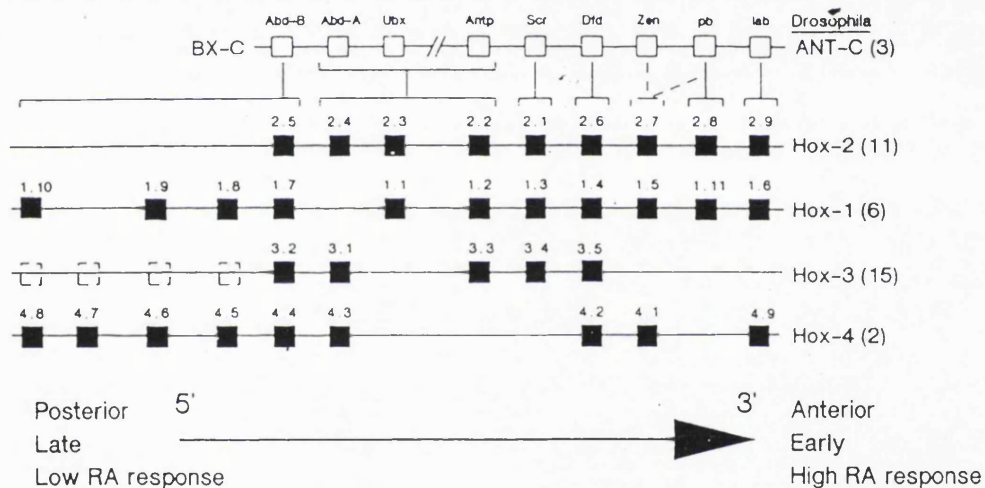 Abd-B Abd-A Ubx Antp Scr Dfd Zen pb lab Drosophila
BX-C ANT-C (3)
2.5 2.4 2.3 2.2 2.1 2.6 2.7 2.8 2.9
Hox-2 (11)
1.10 1.9 1.8 1.7 1.1 1.2 1.3 1.4 1.5 1.11 1.6
Hox-1 (6)
3.2 3.1 3.3 3.4 3.5
Hox-3 (15)
4.8 4.7 4.6 4.5 4.4 4.3 4.2 4.1 4.9
Hox-4 (2)
5' 3'
Posterior Anterior
Late Early
Low RA response High RA response